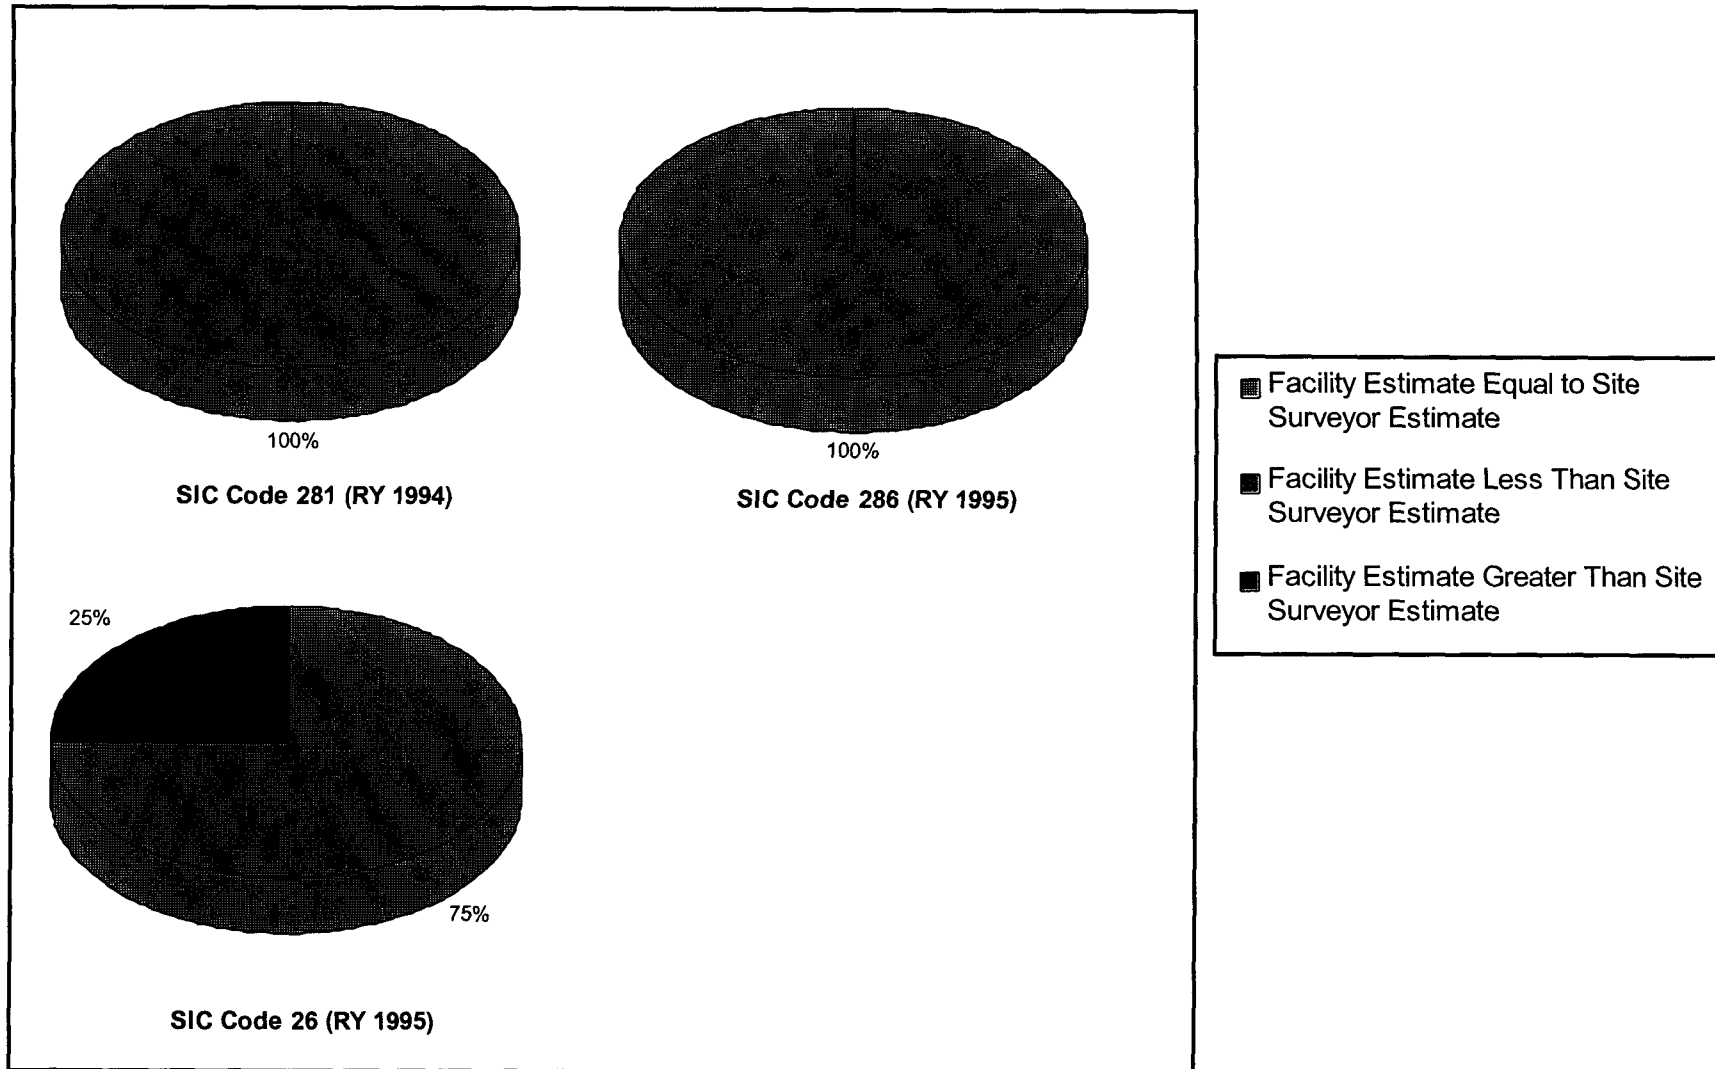 100%
SIC Code 281 (RY 1994)
100%
SIC Code 286 (RY 1995)
25%
75%
SIC Code 26 (RY 1995)
Facility Estimate Equal to Site
Surveyor Estimate
Facility Estimate Less Than Site
Surveyor Estimate
Facility Estimate Greater Than Site
Surveyor Estimate